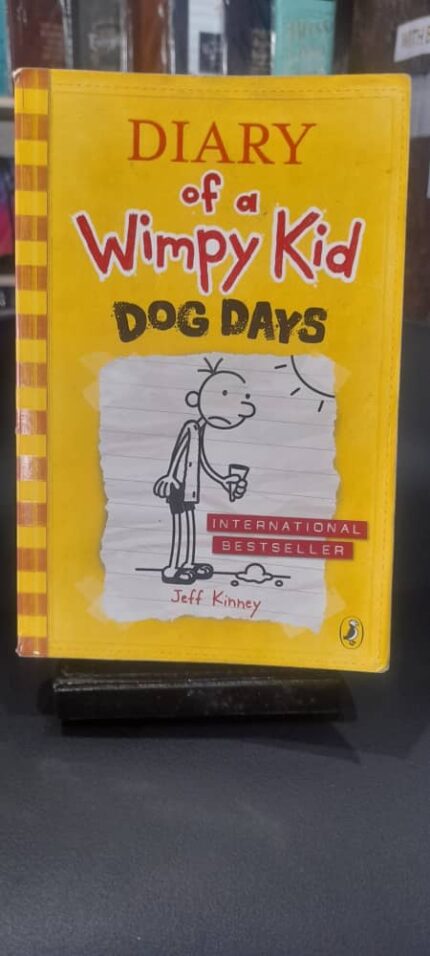 DIARY
of a
Wimpy Kid
DOG DAYS
INTERNATIONAL
BESTSELLER
Jeff Kinney